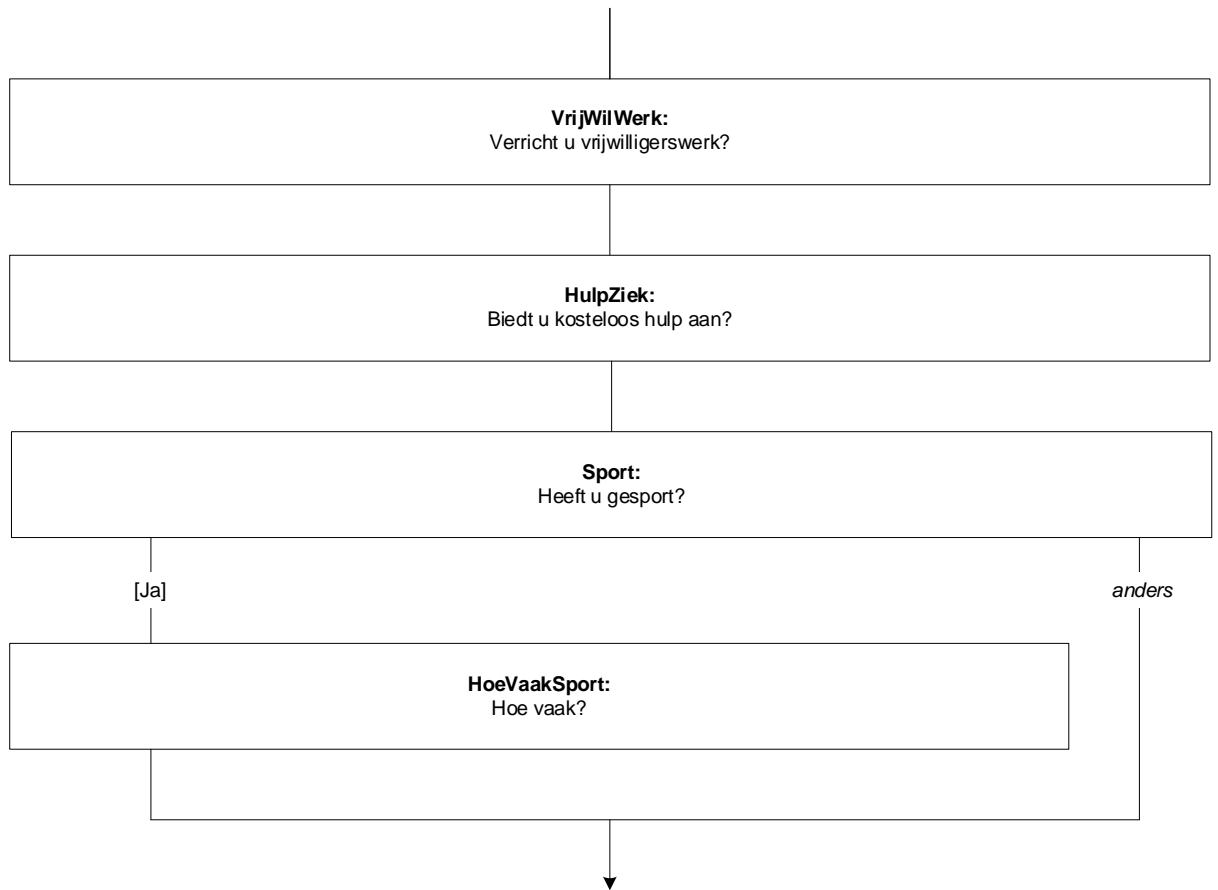 VrijWilWerk:
Verricht u vrijwilligerswerk?
HulpZiek:
Biedt u kosteloos hulp aan?
Sport:
Heeft u gesport?
[Ja]
anders
HoeVaakSport:
Hoe vaak?